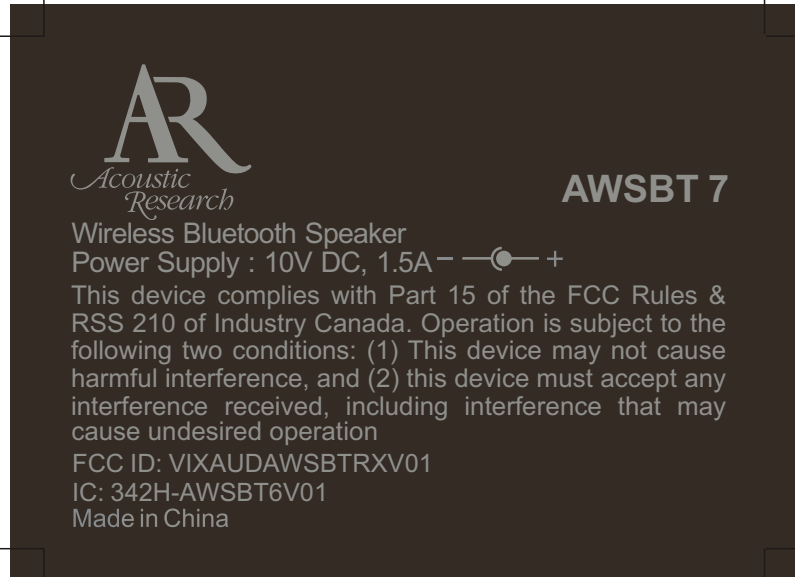 AR
Acoustic
Research
AWSBT 7
Wireless Bluetooth Speaker
Power Supply : 10V DC, 1.5A − +
This device complies with Part 15 of the FCC Rules &
RSS 210 of Industry Canada. Operation is subject to the
following two conditions: (1) This device may not cause
harmful interference, and (2) this device must accept any
interference received, including interference that may
cause undesired operation
FCC ID: VIXAUDAWSBTRXV01
IC: 342H-AWSBT6V01
Made in China